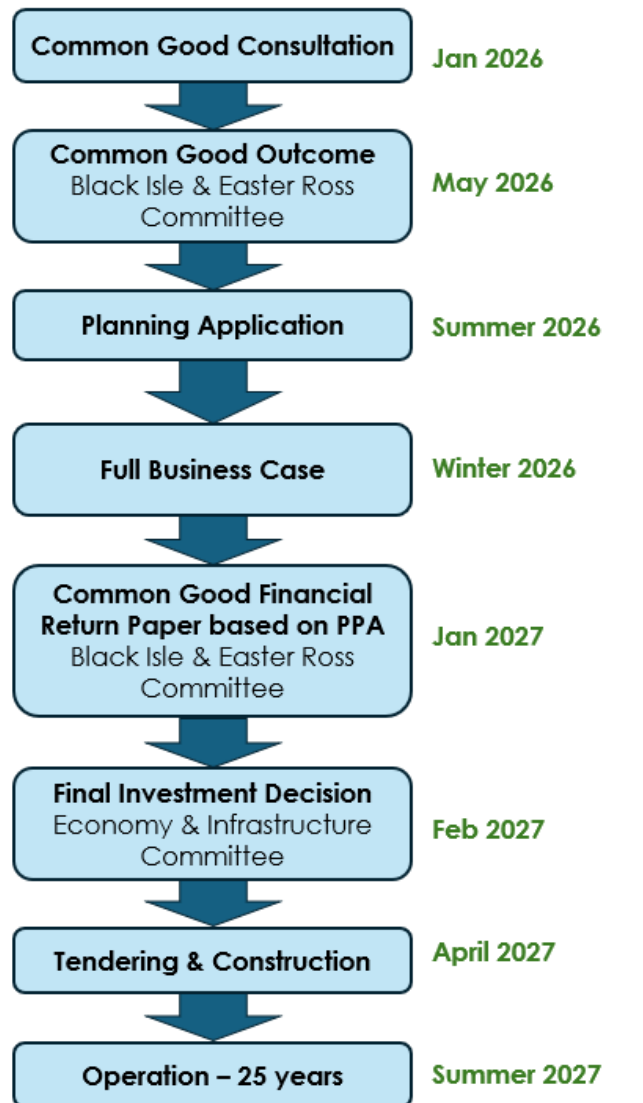 Common Good Consultation
Jan 2026
Common Good Outcome
Black Isle & Easter Ross
Committee
May 2026
Planning Application
Summer 2026
Full Business Case
Winter 2026
Common Good Financial
Return Paper based on PPA
Black Isle & Easter Ross
Committee
Jan 2027
Final Investment Decision
Economy & Infrastructure
Committee
Feb 2027
Tendering & Construction
April 2027
Operation – 25 years
Summer 2027